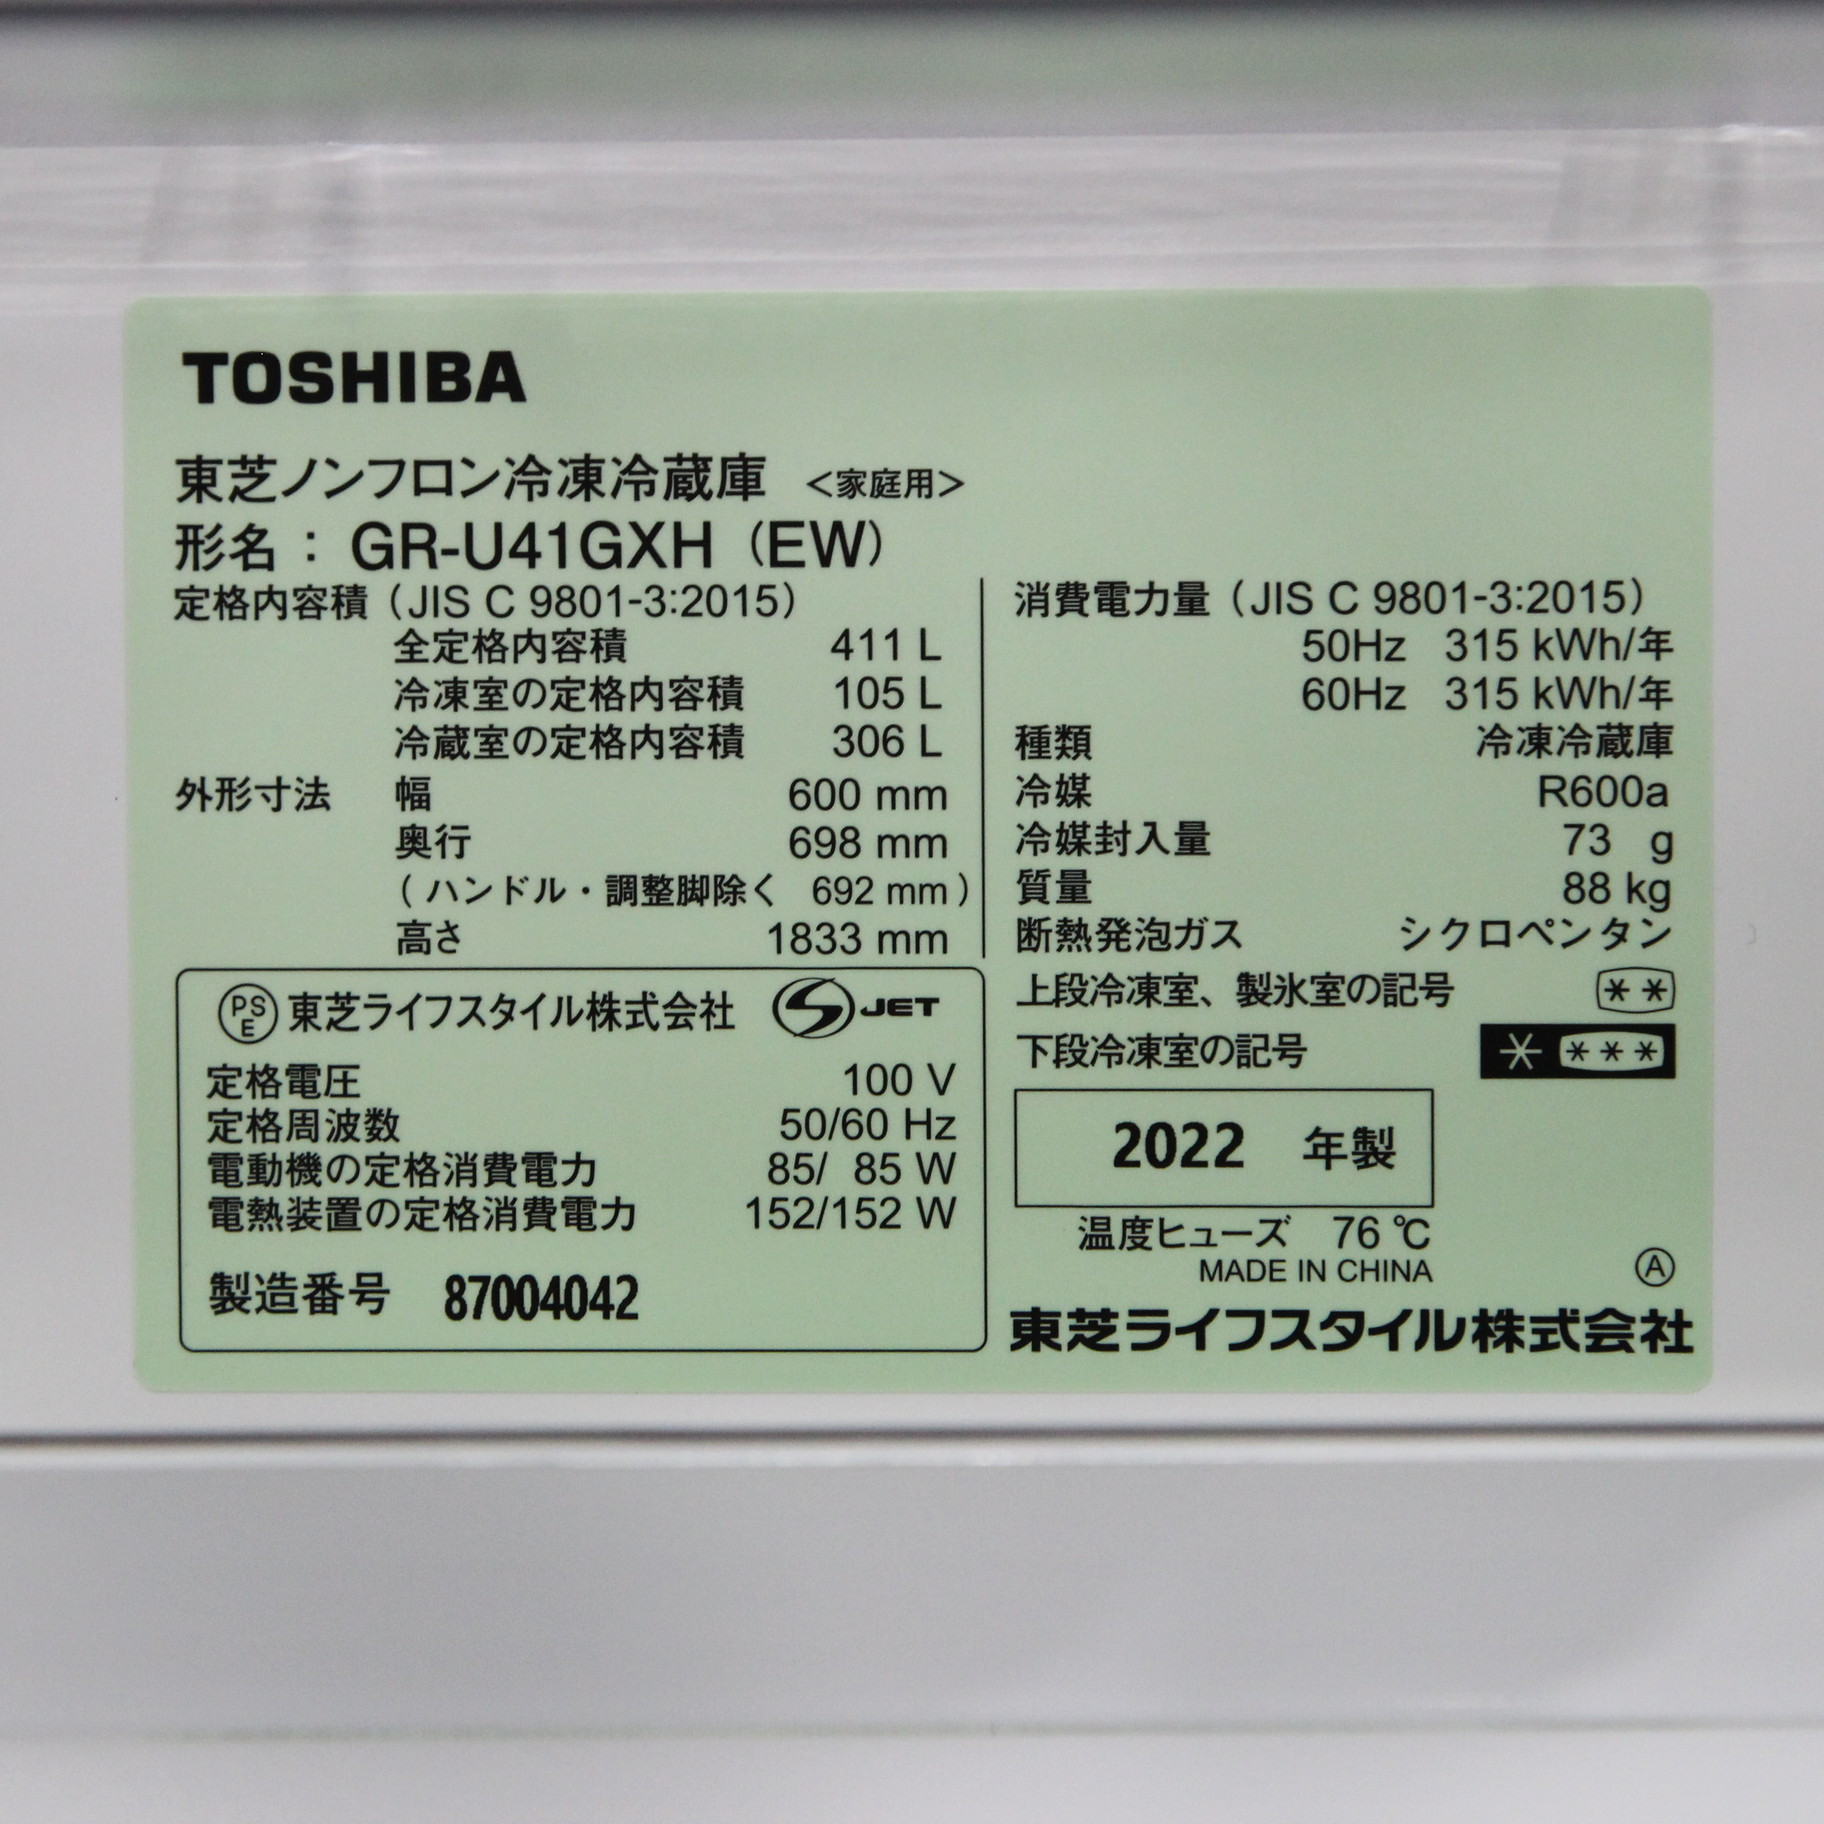 TOSHIBA
東芝ノンフロン冷凍冷蔵庫 <家庭用>
形名： GR-U41GXH (EW)
定格内容積 (JIS C 9801-3:2015)
全定格内容積 411 L
冷凍室の定格内容積 105 L
冷蔵室の定格内容積 306 L
外形寸法 幅 600 mm
奥行 698 mm
(ハンドル・調整脚除く 692 mm)
高さ 1833 mm
PSE 東芝ライフスタイル株式会社 S JET
定格電圧 100 V
定格周波数 50/60 Hz
電動機の定格消費電力 85/ 85 W
電熱装置の定格消費電力 152/152 W
製造番号 87004042
消費電力量 (JIS C 9801-3:2015)
50Hz 315 kWh/年
60Hz 315 kWh/年
種類 冷凍冷蔵庫
冷媒 R600a
冷媒封入量 73 g
質量 88 kg
断熱発泡ガス シクロペンタン
上段冷凍室、製氷室の記号 **
下段冷凍室の記号 * ***
2022 年製
温度ヒューズ 76 ℃
MADE IN CHINA
Ⓐ
東芝ライフスタイル株式会社